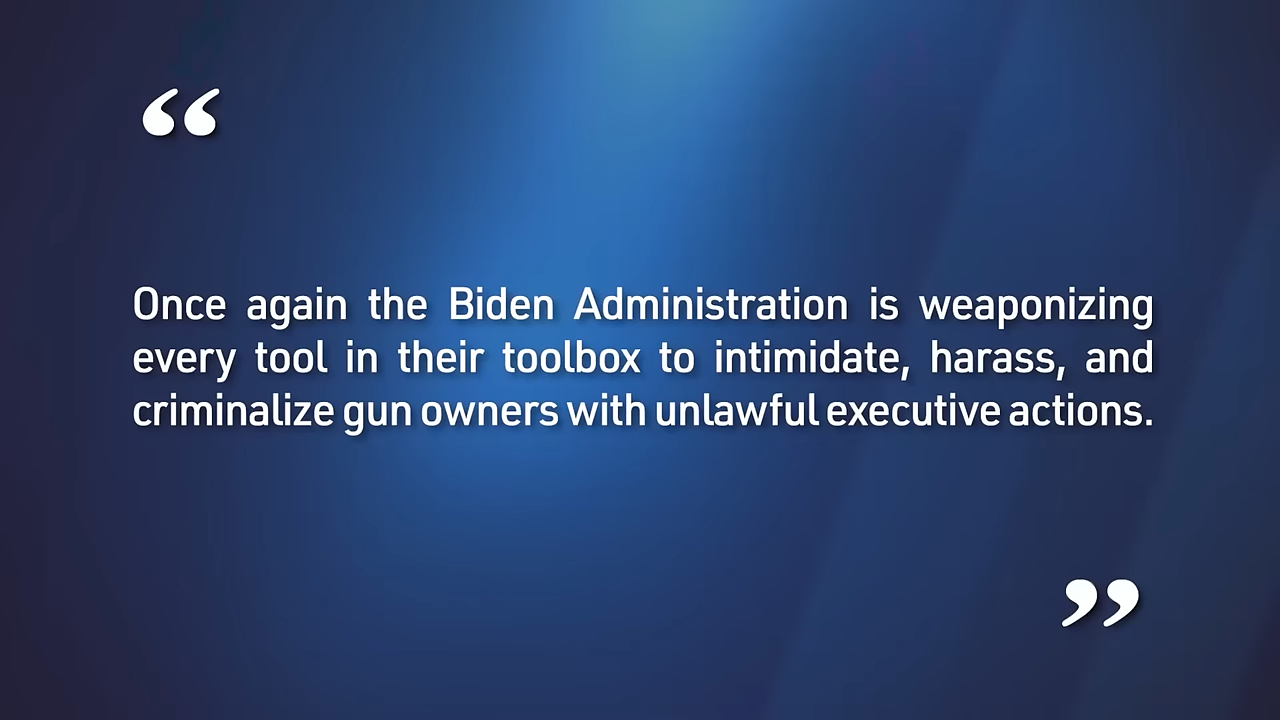 “
Once again the Biden Administration is weaponizing
every tool in their toolbox to intimidate, harass, and
criminalize gun owners with unlawful executive actions.
”